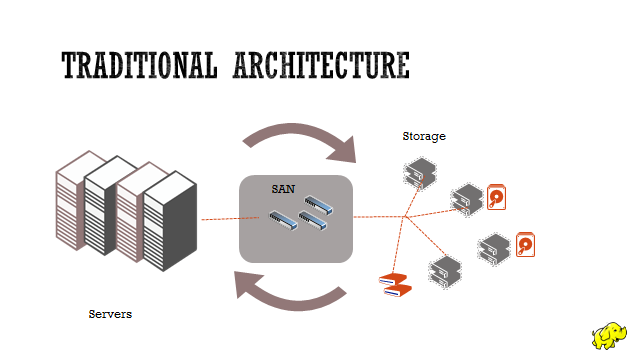 TRADITIONAL ARCHITECTURE
Storage
SAN
Servers